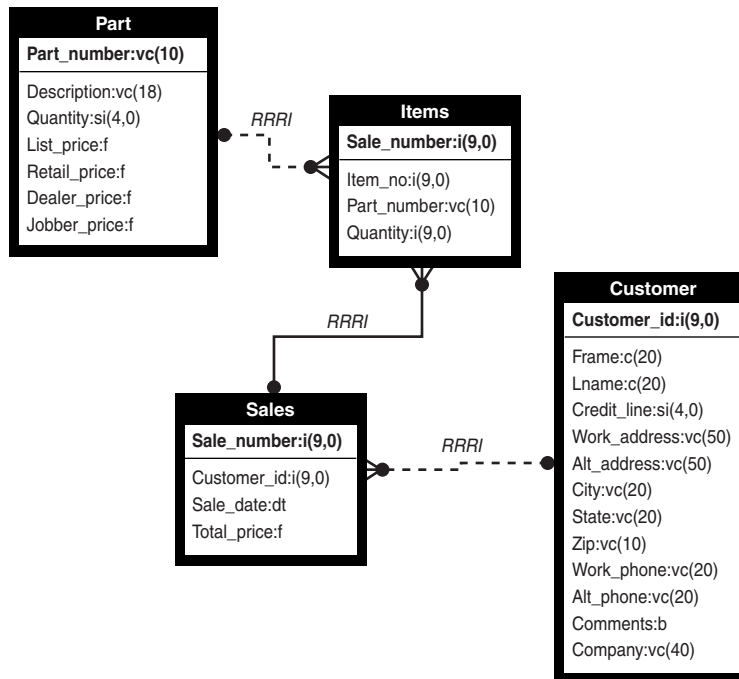 Part
Part_number:vc(10)
Description:vc(18)
Quantity:si(4,0)
List_price:f
Retail_price:f
Dealer_price:f
Jobber_price:f
RRRI
Items
Sale_number:i(9,0)
Item_no:i(9,0)
Part_number:vc(10)
Quantity:i(9,0)
RRRI
Sales
Sale_number:i(9,0)
Customer_id:i(9,0)
Sale_date:dt
Total_price:f
RRRI
Customer
Customer_id:i(9,0)
Frame:c(20)
Lname:c(20)
Credit_line:si(4,0)
Work_address:vc(50)
Alt_address:vc(50)
City:vc(20)
State:vc(20)
Zip:vc(10)
Work_phone:vc(20)
Alt_phone:vc(20)
Comments:b
Company:vc(40)